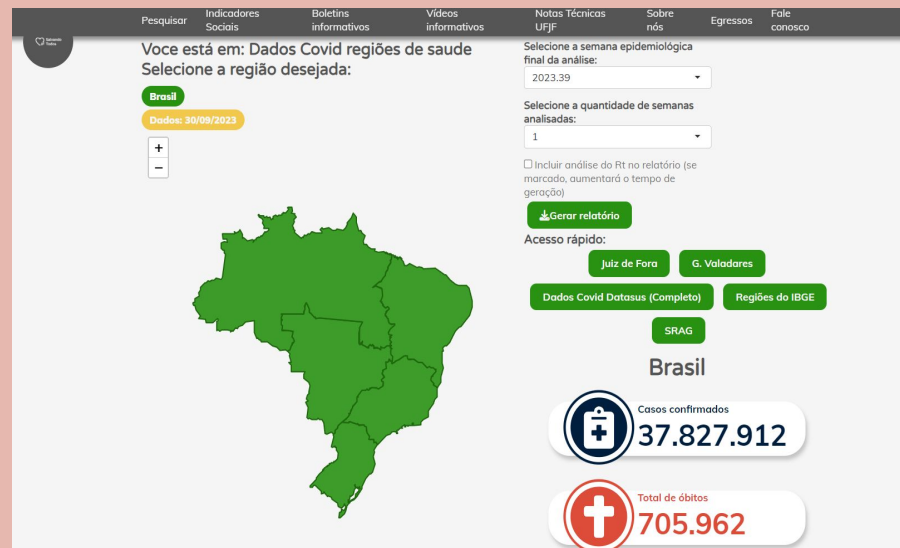 Pesquisar
Indicadores
Sociais
Boletins
informativos
Vídeos
informativos
Notas Técnicas
UFJF
Sobre
nós
Egressos
Fale
conosco
Salvando
Todos
Voce está em: Dados Covid regiões de saude
Selecione a região desejada:
Brasil
Dados: 30/09/2023
+
−
Selecione a semana epidemiológica
final da análise:
2023.39
Selecione a quantidade de semanas
analisadas:
1
Incluir análise do Rt no relatório (se
marcado, aumentará o tempo de
geração)
Gerar relatório
Acesso rápido:
Juiz de Fora
G. Valadares
Dados Covid Datasus (Completo)
Regiões do IBGE
SRAG
Brasil
Casos confirmados
37.827.912
Total de óbitos
705.962